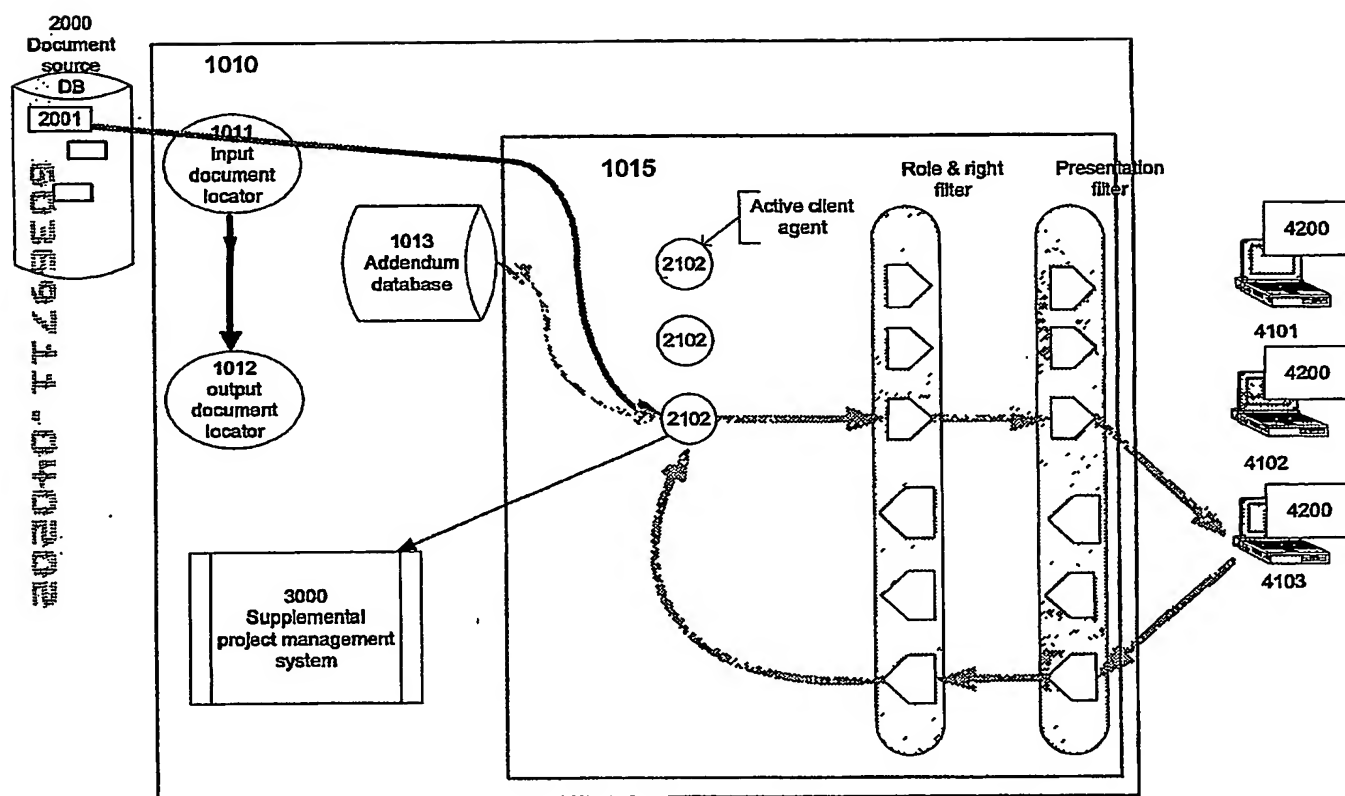 2000
Document
source
DB
2001
1010
1011
Input
document
locator
1015
Role & right
filter
Presentation
filter
Active client
agent
1013
Addendum
database
2102
2102
2102
1012
output
document
locator
3000
Supplemental
project management
system
4200
4101
4200
4102
4200
4103